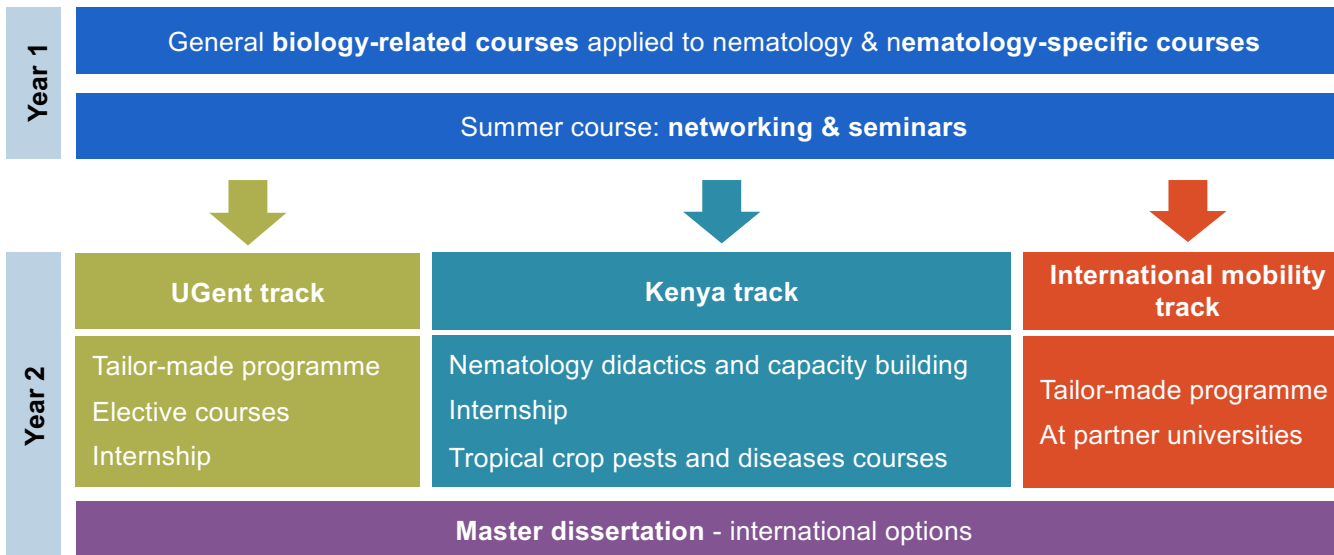 Year 1
General biology-related courses applied to nematology & nematology-specific courses
Summer course: networking & seminars
Year 2
UGent track
Tailor-made programme
Elective courses
Internship
Kenya track
Nematology didactics and capacity building
Internship
Tropical crop pests and diseases courses
International mobility
track
Tailor-made programme
At partner universities
Master dissertation - international options